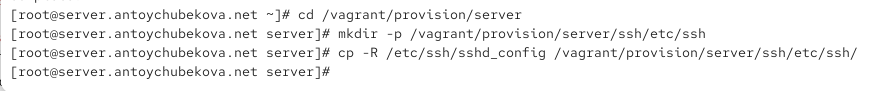 [root@server.antoychubekova.net ~]# cd /vagrant/provision/server
[root@server.antoychubekova.net server]# mkdir -p /vagrant/provision/server/ssh/etc/ssh
[root@server.antoychubekova.net server]# cp -R /etc/ssh/sshd_config /vagrant/provision/server/ssh/etc/ssh/
[root@server.antoychubekova.net server]#